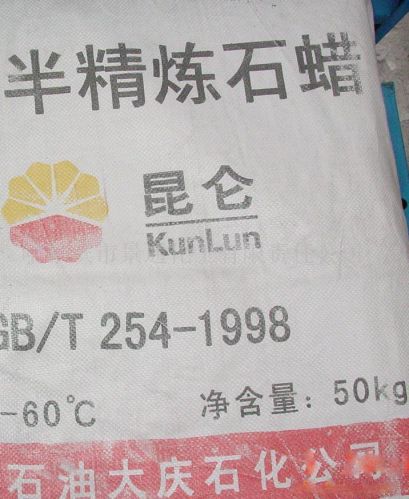 半精炼石蜡
昆仑
KunLun
GB/T 254-1998
-60℃
净含量：50kg
石油大庆石化公司